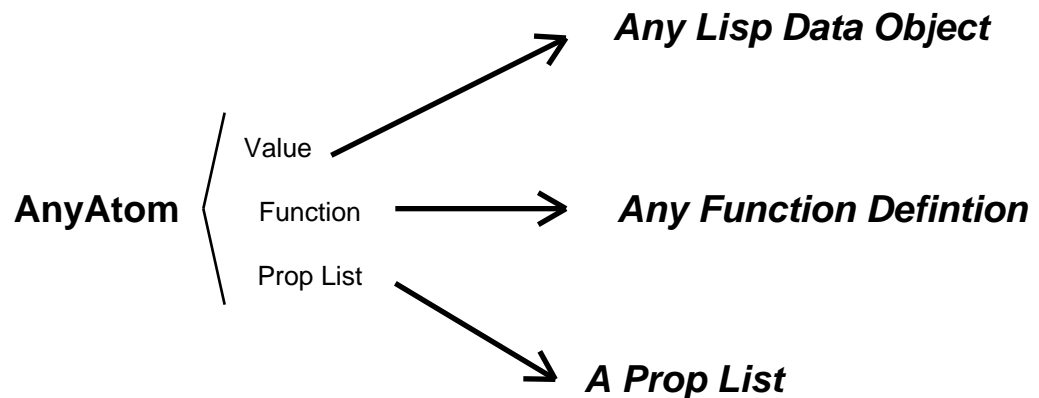 Any Lisp Data Object
Value
AnyAtom
Function
Any Function Defintion
Prop List
A Prop List